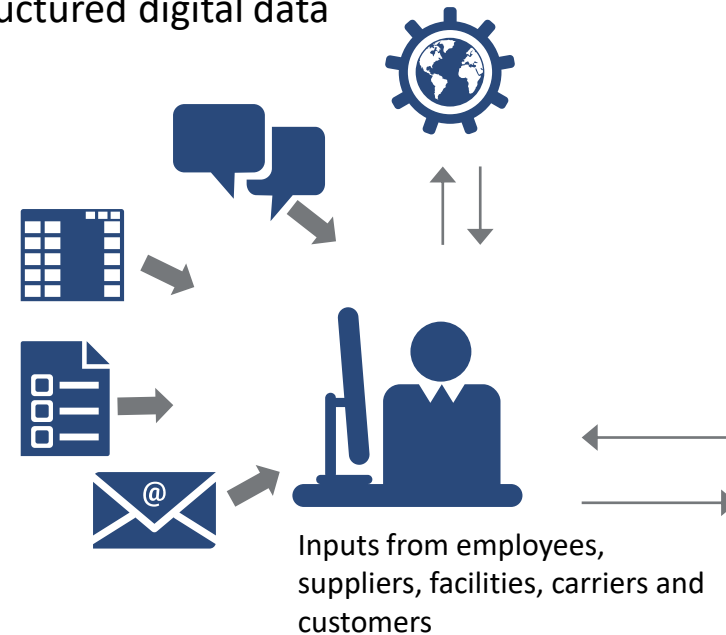 uctured digital data
@
Inputs from employees,
suppliers, facilities, carriers and
customers